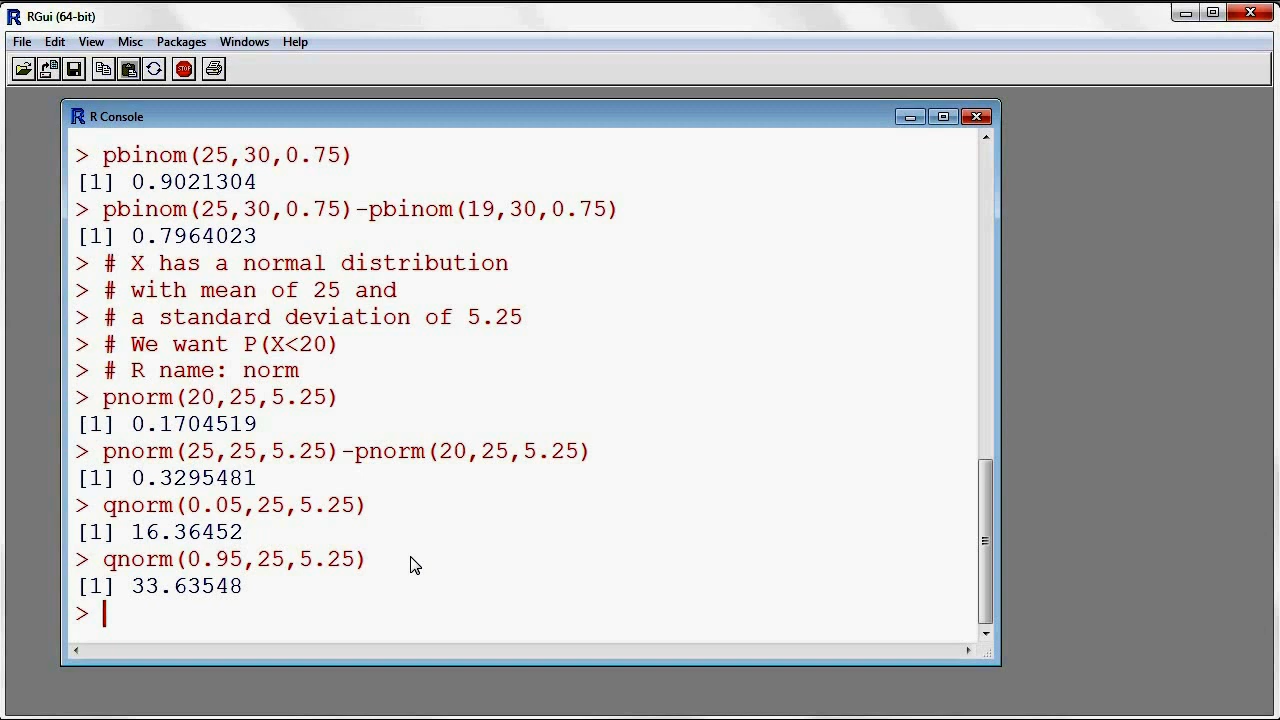 RGui (64-bit)
File Edit View Misc Packages Windows Help
STOP
R Console
> pbinom(25,30,0.75)
[1] 0.9021304
> pbinom(25,30,0.75)-pbinom(19,30,0.75)
[1] 0.7964023
> # X has a normal distribution
> # with mean of 25 and
> # a standard deviation of 5.25
> # We want P(X<20)
> # R name: norm
> pnorm(20,25,5.25)
[1] 0.1704519
> pnorm(25,25,5.25)-pnorm(20,25,5.25)
[1] 0.3295481
> qnorm(0.05,25,5.25)
[1] 16.36452
> qnorm(0.95,25,5.25)
[1] 33.63548
>